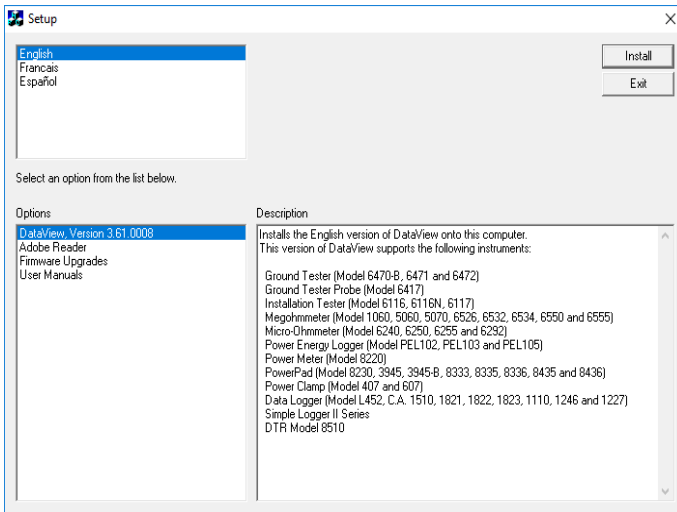 Setup
English
Francais
Español
Install
Exit
Select an option from the list below.
Options
DataView, Version 3.61.0008
Adobe Reader
Firmware Upgrades
User Manuals
Description
Installs the English version of DataView onto this computer.
This version of DataView supports the following instruments:
Ground Tester (Model 6470-B, 6471 and 6472)
Ground Tester Probe (Model 6417)
Installation Tester (Model 6116, 6116N, 6117)
Megohmmeter (Model 1060, 5060, 5070, 6526, 6532, 6534, 6550 and 6555)
Micro-Ohmmeter (Model 6240, 6250, 6255 and 6292)
Power Energy Logger (Model PEL102, PEL103 and PEL105)
Power Meter (Model 8220)
PowerPad (Model 8230, 3945, 3945-B, 8333, 8335, 8336, 8435 and 8436)
Power Clamp (Model 407 and 607)
Data Logger (Model L452, C.A. 1510, 1821, 1822, 1823, 1110, 1246 and 1227)
Simple Logger II Series
DTR Model 8510